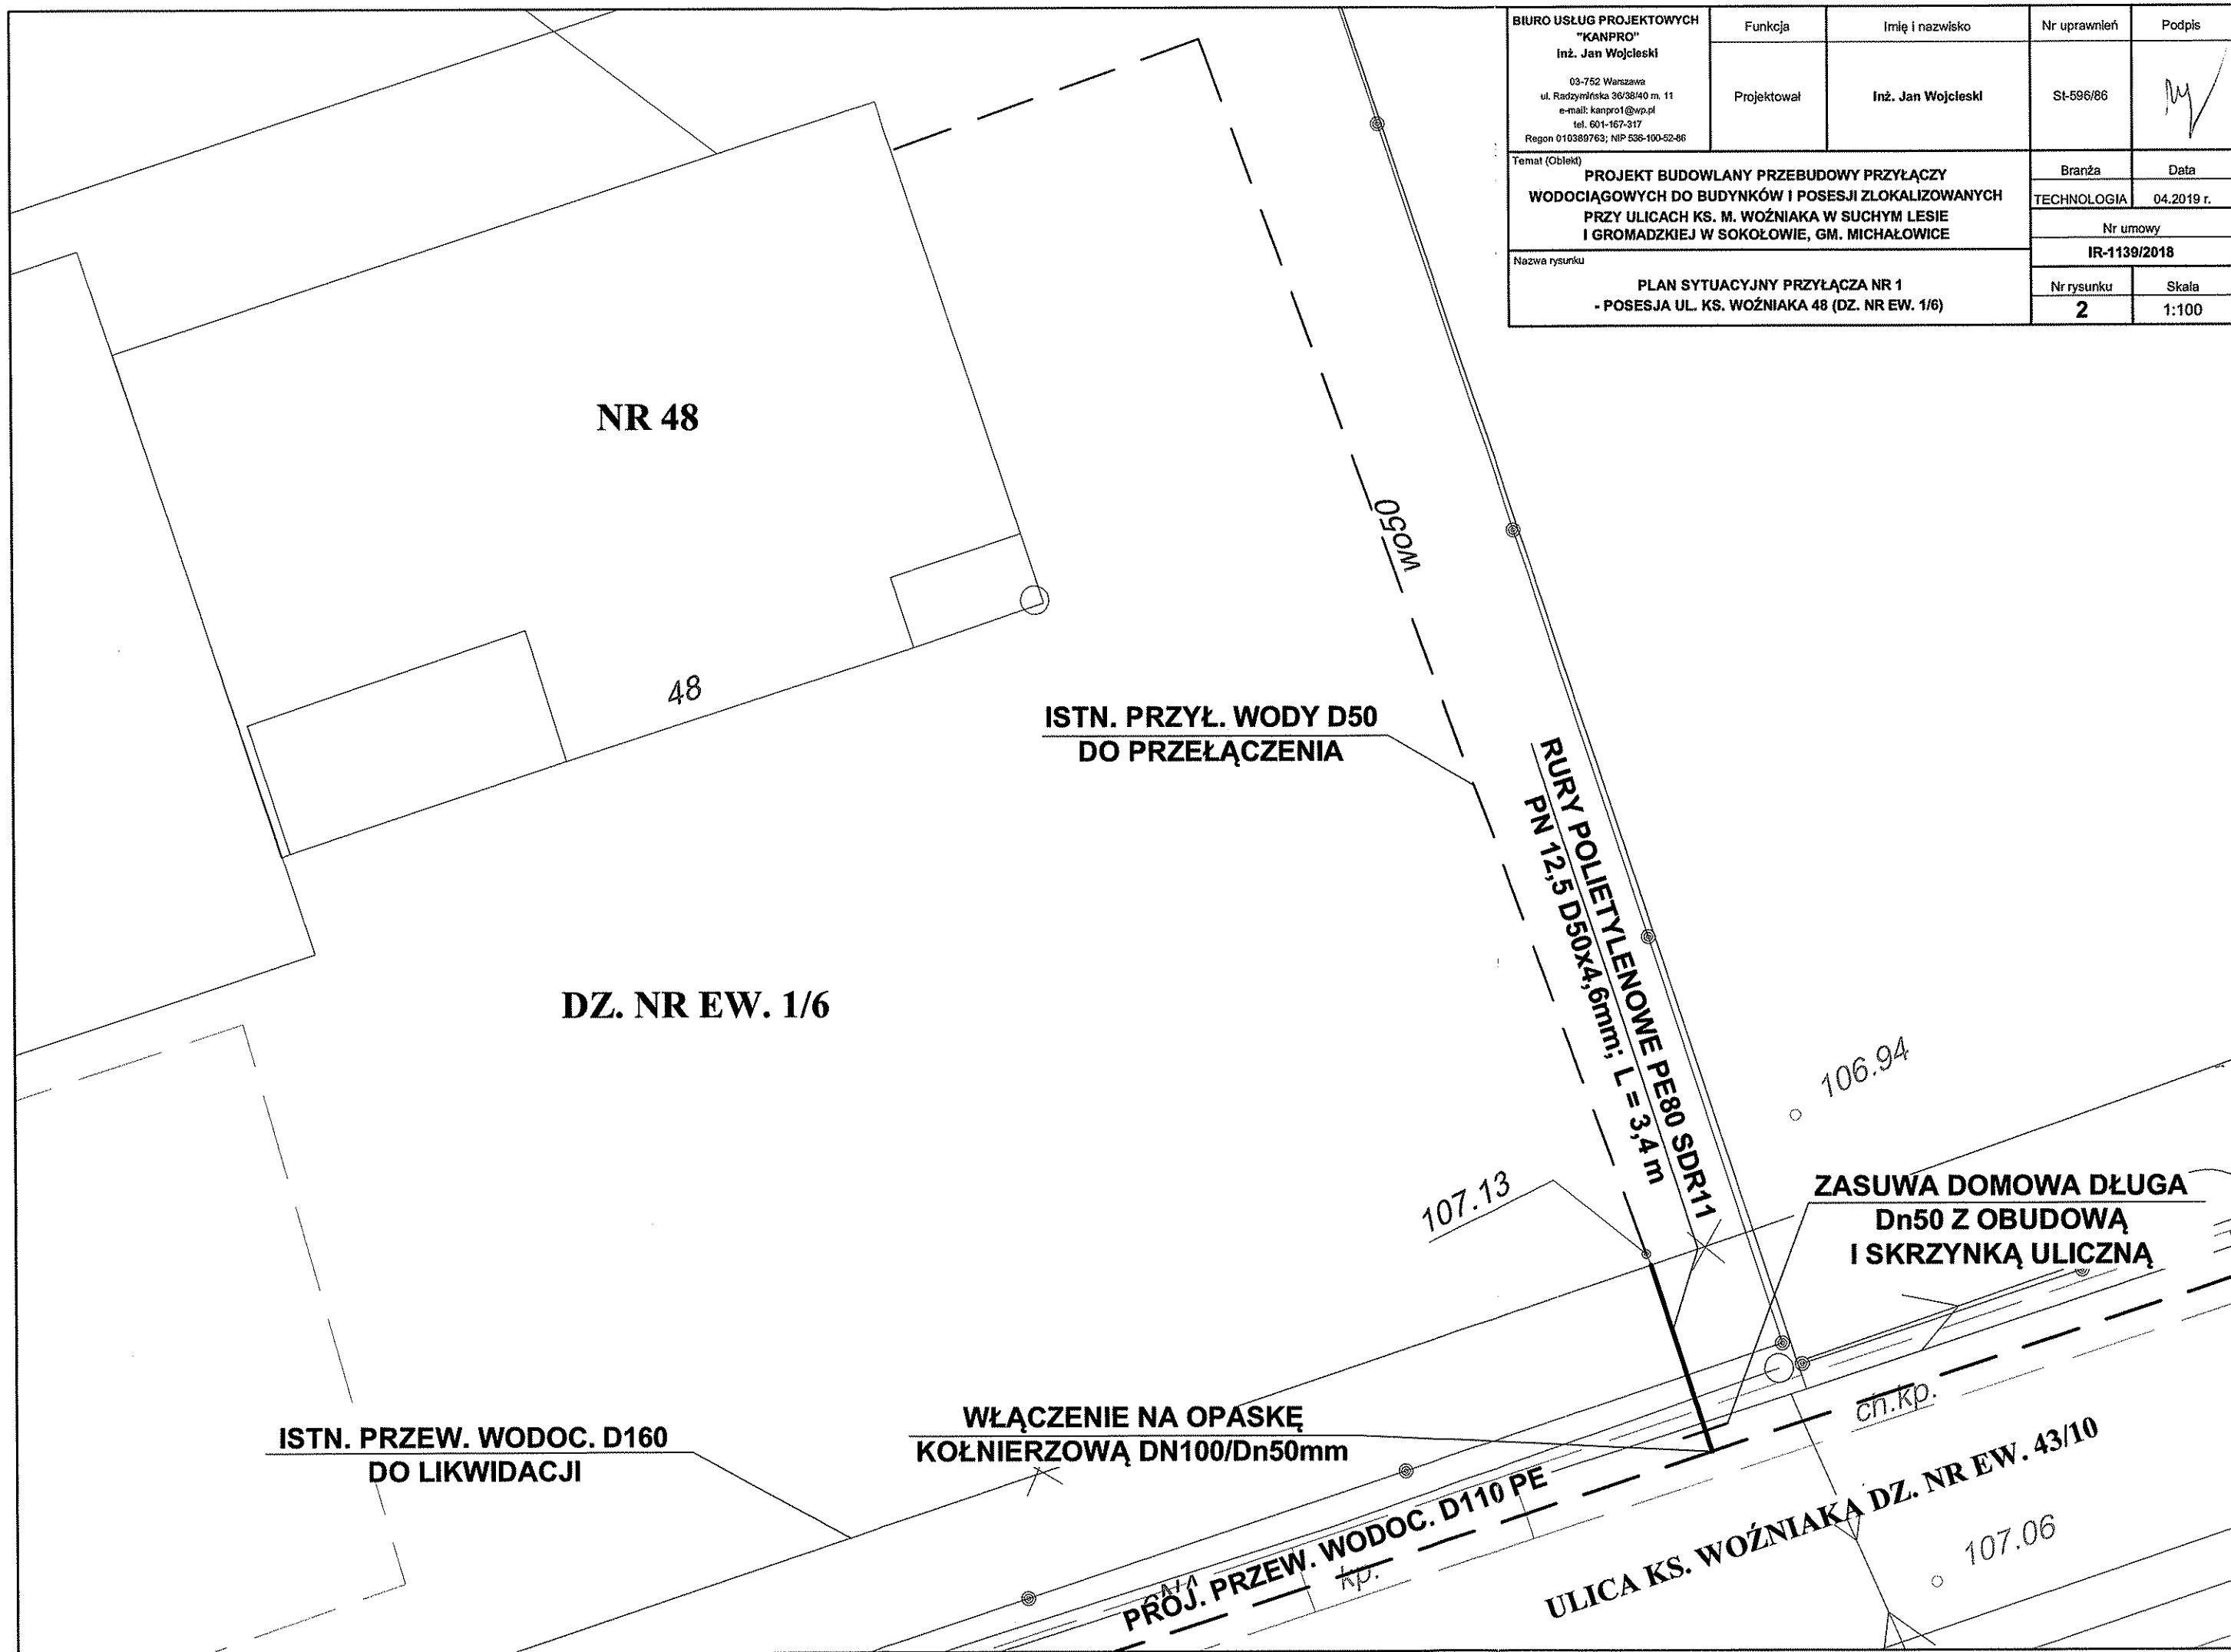 BIURO USŁUG PROJEKTOWYCH
"KANPRO"
inż. Jan Wojcieski
03-752 Warszawa
ul. Radzymińska 36/38/40 m. 11
e-mail: kanpro1@wp.pl
tel. 601-167-317
Regon 010389763; NIP 536-100-52-86
Funkcja
Imię i nazwisko
Nr uprawnień
Podpis
Projektował
Inż. Jan Wojcieski
St-596/86
Temat (Obiekt)
PROJEKT BUDOWLANY PRZEBUDOWY PRZYŁĄCZY
WODOCIĄGOWYCH DO BUDYNKÓW I POSESJI ZLOKALIZOWANYCH
PRZY ULICACH KS. M. WOŹNIAKA W SUCHYM LESIE
I GROMADZKIEJ W SOKOŁOWIE, GM. MICHAŁOWICE
Branża
Data
TECHNOLOGIA
04.2019 r.
Nr umowy
IR-1139/2018
Nazwa rysunku
PLAN SYTUACYJNY PRZYŁĄCZA NR 1
- POSESJA UL. KS. WOŹNIAKA 48 (DZ. NR EW. 1/6)
Nr rysunku
Skala
2
1:100
NR 48
wo50
48
ISTN. PRZYŁ. WODY D50
DO PRZEŁĄCZENIA
RURY POLIETYLENOWE PE80 SDR11
PN 12,5 D50x4,6mm; L = 3,4 m
DZ. NR EW. 1/6
106.94
107.13
ZASUWA DOMOWA DŁUGA
Dn50 Z OBUDOWĄ
I SKRZYNKĄ ULICZNĄ
WŁĄCZENIE NA OPASKĘ
KOŁNIERZOWĄ DN100/Dn50mm
ISTN. PRZEW. WODOC. D160
DO LIKWIDACJI
ch.kp.
PROJ. PRZEW. WODOC. D110 PE
kp.
ULICA KS. WOŹNIAKA DZ. NR EW. 43/10
107.06